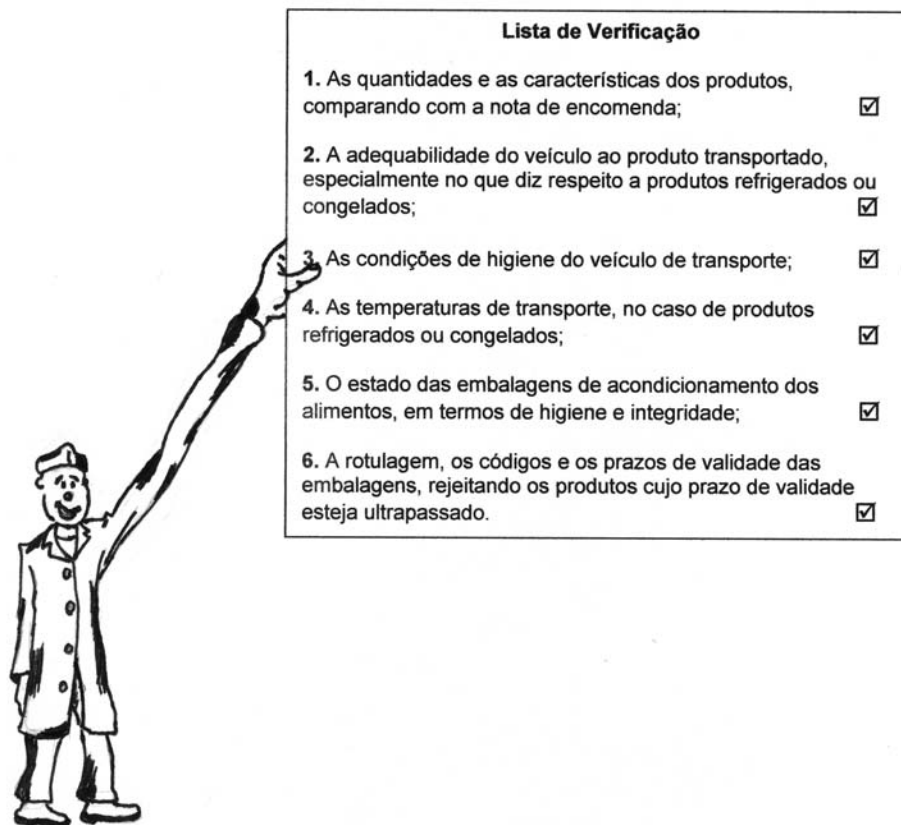 Lista de Verificação
1. As quantidades e as características dos produtos,
comparando com a nota de encomenda; ☑
2. A adequabilidade do veículo ao produto transportado,
especialmente no que diz respeito a produtos refrigerados ou
congelados; ☑
3. As condições de higiene do veículo de transporte; ☑
4. As temperaturas de transporte, no caso de produtos
refrigerados ou congelados; ☑
5. O estado das embalagens de acondicionamento dos
alimentos, em termos de higiene e integridade; ☑
6. A rotulagem, os códigos e os prazos de validade das
embalagens, rejeitando os produtos cujo prazo de validade
esteja ultrapassado. ☑